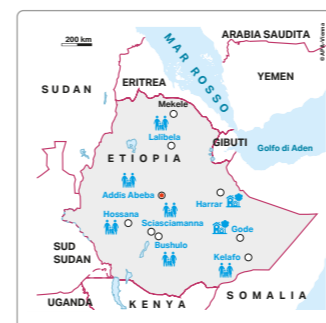 200 km
ARABIA SAUDITA
MAR ROSSO
ERITREA
YEMEN
SUDAN
Mekele
Lalibela
GIBUTI
Golfo di Aden
ETIOPIA
Addis Abeba
Harrar
Hossana
Sciasciamanna
Gode
Bushulo
SUD
SUDAN
Kelafo
UGANDA
KENYA
SOMALIA